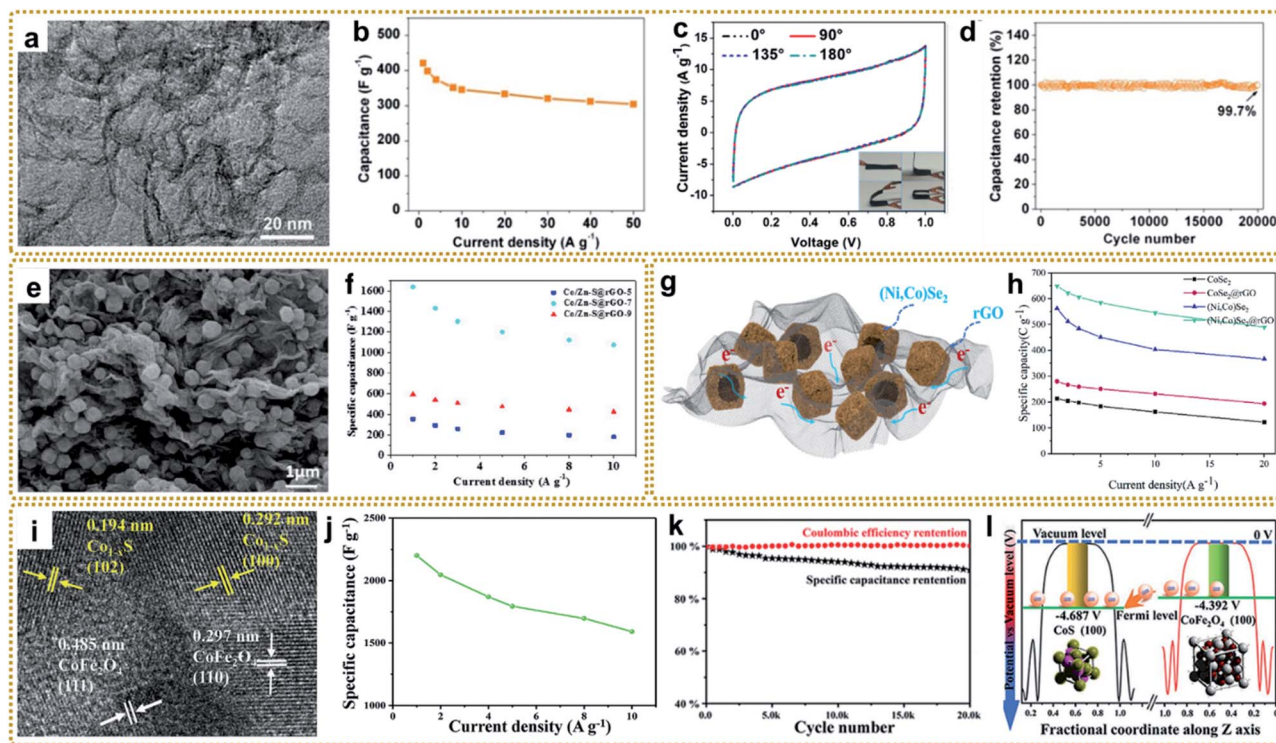 a
20 nm
b
Capacitance (F g-1)
500
400
300
200
100
0
0 10 20 30 40 50
Current density (A g-1)
c
0° 90°
135° 180°
Current density (A g-1)
15
10
5
0
-5
-10
0.0 0.2 0.4 0.6 0.8 1.0
Voltage (V)
d
Capacitance retention (%)
140
120
100
80
60
40
20
0
99.7%
0 5000 10000 15000 20000
Cycle number
e
1μm
f
Co/Zn-S@rGO-5
Co/Zn-S@rGO-7
Co/Zn-S@rGO-9
Specific capacitance (F g-1)
1600
1400
1200
1000
800
600
400
200
0 2 4 6 8 10
Current density (A g-1)
g
(Ni,Co)Se2
rGO
e-
e-
e-
e-
e-
h
CoSe2
CoSe2@rGO
(Ni,Co)Se2
(Ni,Co)Se2@rGO
Specific capacity(C g-1)
700
600
500
400
300
200
100
0
5 10 15 20
Current density(A g-1)
i
0.194 nm
Co1-xS
(102)
0.292 nm
Co1-xS
(100)
0.485 nm
CoFe2O4
(111)
0.297 nm
CoFe2O4
(110)
j
Specific capacitance (F g-1)
2500
2000
1500
1000
0 2 4 6 8 10
Current density (A g-1)
k
Coulombic efficiency rentention
Specific capacitance rentention
100 %
80 %
60 %
40 %
0.0 5.0k 10.0k 15.0k 20.0k
Cycle number
l
Potential vs Vacuum level (V)
Vacuum level
0 V
-4.687 V
CoS (100)
Fermi level
-4.392 V
CoFe2O4 (100)
0.2 0.4 0.6 0.8 1.0 1.0 0.8 0.6 0.4 0.2 0
Fractional coordinate along Z axis